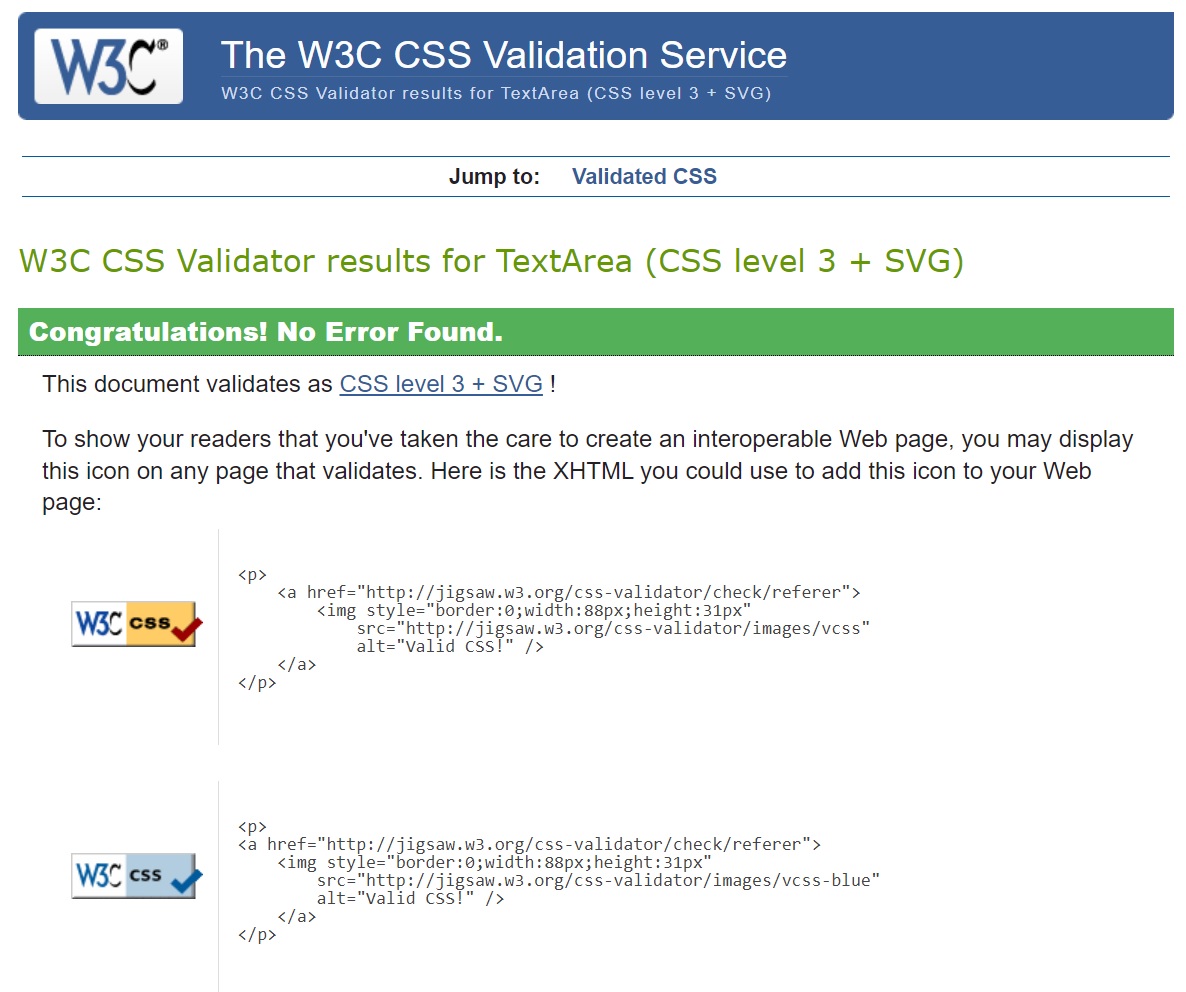 W3C®
The W3C CSS Validation Service
W3C CSS Validator results for TextArea (CSS level 3 + SVG)
Jump to: Validated CSS
W3C CSS Validator results for TextArea (CSS level 3 + SVG)
Congratulations! No Error Found.
This document validates as CSS level 3 + SVG !
To show your readers that you've taken the care to create an interoperable Web page, you may display
this icon on any page that validates. Here is the XHTML you could use to add this icon to your Web
page:
<p>
    <a href="http://jigsaw.w3.org/css-validator/check/referer">
        <img style="border:0;width:88px;height:31px"
            src="http://jigsaw.w3.org/css-validator/images/vcss"
            alt="Valid CSS!" />
    </a>
</p>
W3C css
<p>
<a href="http://jigsaw.w3.org/css-validator/check/referer">
    <img style="border:0;width:88px;height:31px"
        src="http://jigsaw.w3.org/css-validator/images/vcss-blue"
        alt="Valid CSS!" />
    </a>
</p>
W3C css